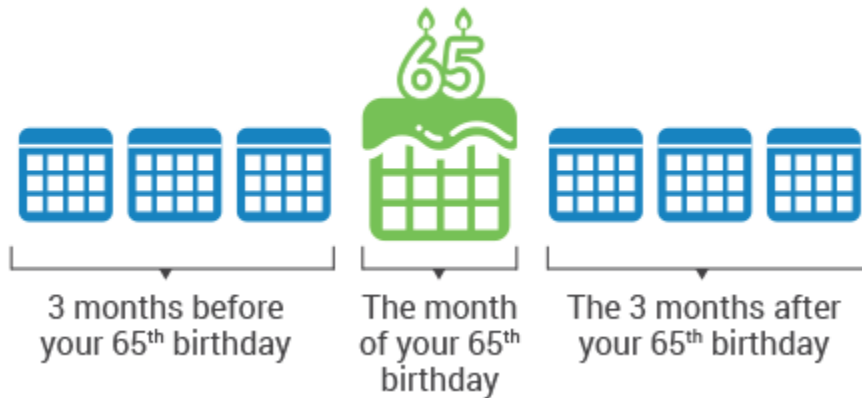 65
3 months before
your 65th birthday
The month
of your 65th
birthday
The 3 months after
your 65th birthday